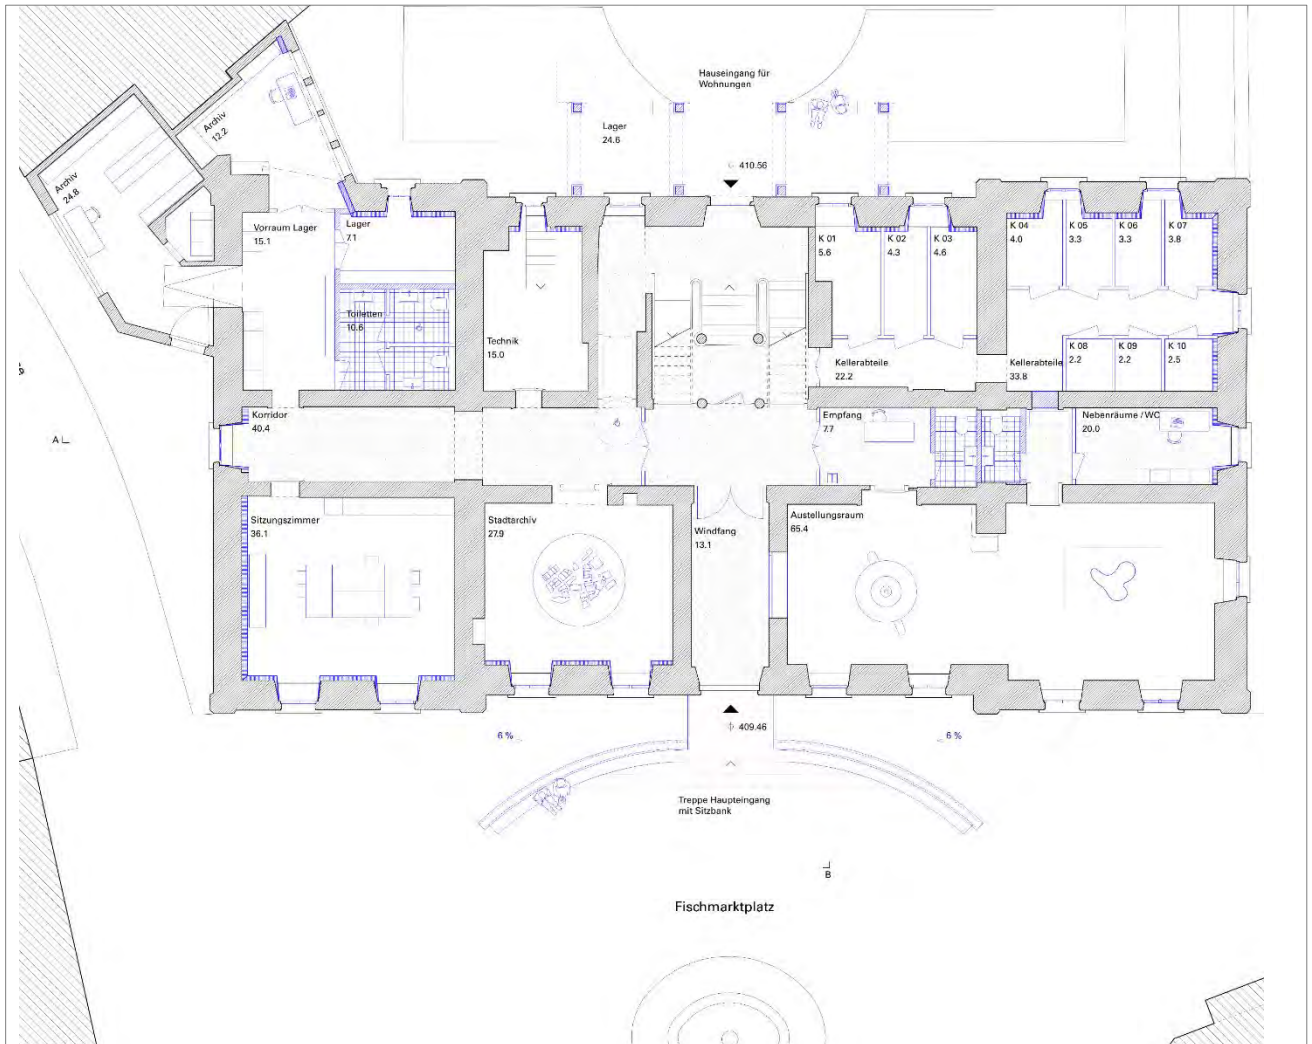 Hauseingang für
Wohnungen
Archiv
12.2
Lager
24.6
410.56
Archiv
24.8
Vorraum Lager
15.1
Lager
7.1
K 01
5.6
K 02
4.3
K 03
4.6
K 04
4.0
K 05
3.3
K 06
3.3
K 07
3.8
Toiletten
10.6
Technik
15.0
Kellerabteile
22.2
Kellerabteile
33.8
K 08
2.2
K 09
2.2
K 10
2.5
Korridor
40.4
Empfang
7.7
Nebenräume / WC
20.0
A
Sitzungszimmer
36.1
Stadtarchiv
27.9
Windfang
13.1
Austellungsraum
65.4
409.46
6 %
6 %
Treppe Haupteingang
mit Sitzbank
B
Fischmarktplatz